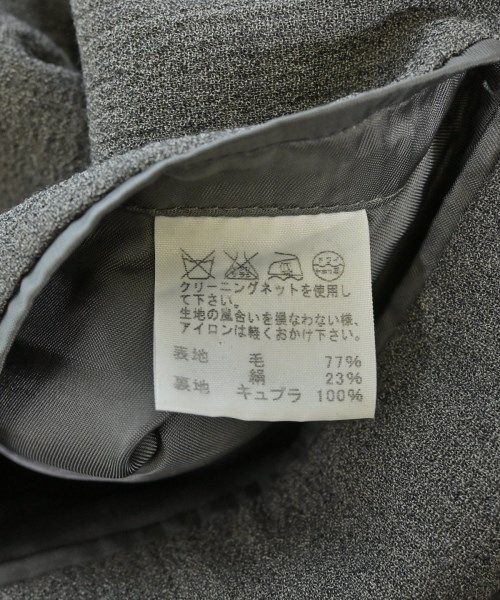 クリーニングネットを使用し
て下さい。
生地の風合いを損なわない様、
アイロンは軽くおかけ下さい。
表地 毛 77%
絹 23%
裏地 キュプラ 100%